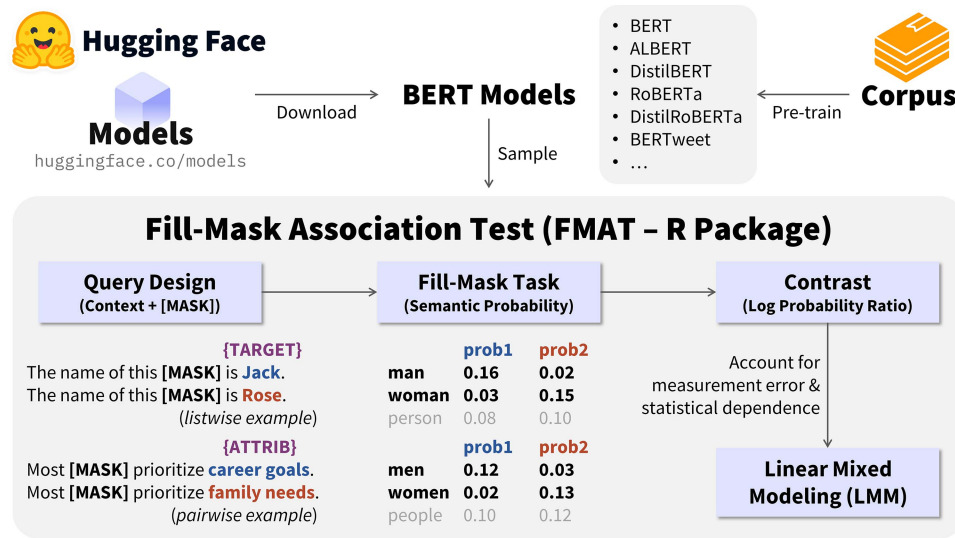 Hugging Face
Models
huggingface.co/models
Download
BERT Models
Sample
• BERT
• ALBERT
• DistilBERT
• RoBERTa
• DistilRoBERTa
• BERTweet
• …
Pre-train
Corpus
Fill-Mask Association Test (FMAT – R Package)
Query Design
(Context + [MASK])
Fill-Mask Task
(Semantic Probability)
Contrast
(Log Probability Ratio)
{TARGET}
The name of this [MASK] is Jack.
The name of this [MASK] is Rose.
(listwise example)
prob1 prob2
man 0.16 0.02
woman 0.03 0.15
person 0.08 0.10
{ATTRIB}
Most [MASK] prioritize career goals.
Most [MASK] prioritize family needs.
(pairwise example)
prob1 prob2
men 0.12 0.03
women 0.02 0.13
people 0.10 0.12
Account for
measurement error &
statistical dependence
Linear Mixed
Modeling (LMM)